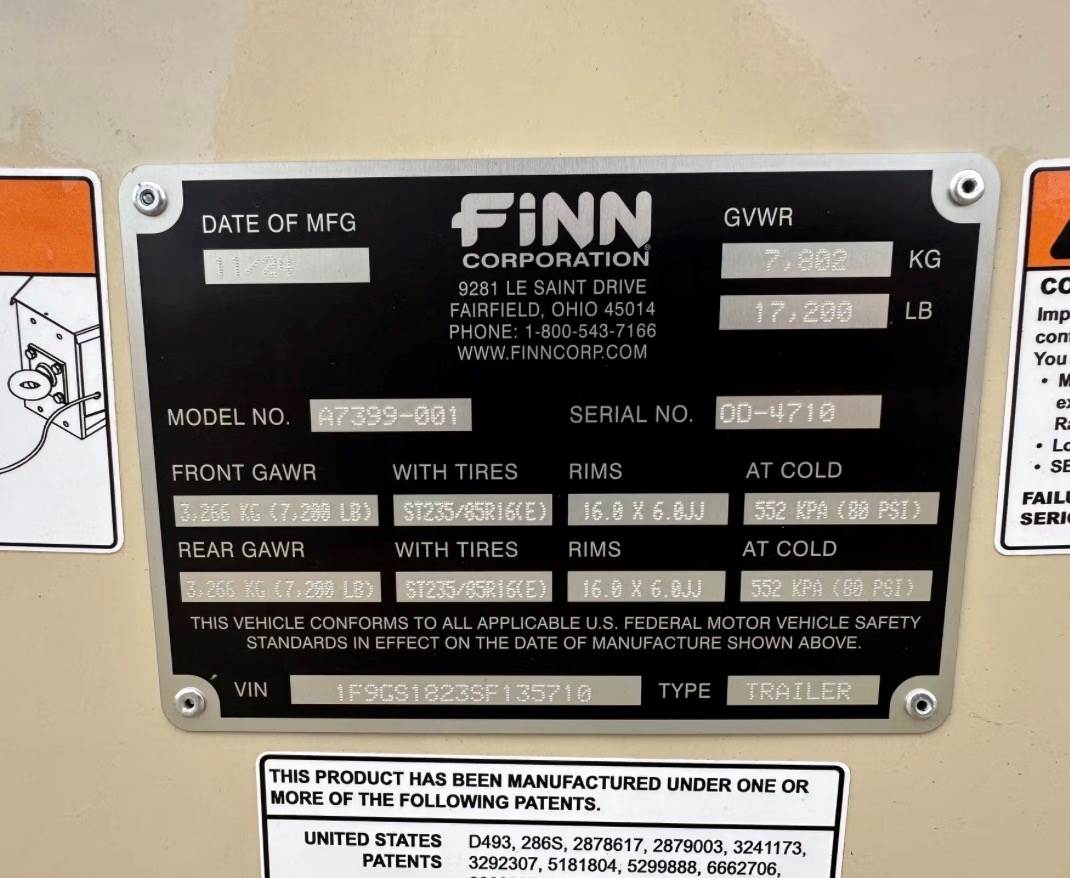 DATE OF MFG
11/24
FiNN
CORPORATION
9281 LE SAINT DRIVE
FAIRFIELD, OHIO 45014
PHONE: 1-800-543-7166
WWW.FINNCORP.COM
GVWR
7,802 KG
17,200 LB
MODEL NO. A7399-001 SERIAL NO. OD-4710
FRONT GAWR WITH TIRES RIMS AT COLD
3,266 KG (7,200 LB) ST235/85R16(E) 16.0 X 6.0JJ 552 KPA (80 PSI)
REAR GAWR WITH TIRES RIMS AT COLD
3,266 KG (7,200 LB) ST235/85R16(E) 16.0 X 6.0JJ 552 KPA (80 PSI)
THIS VEHICLE CONFORMS TO ALL APPLICABLE U.S. FEDERAL MOTOR VEHICLE SAFETY
STANDARDS IN EFFECT ON THE DATE OF MANUFACTURE SHOWN ABOVE.
VIN 1F9GS1823SF135710 TYPE TRAILER
THIS PRODUCT HAS BEEN MANUFACTURED UNDER ONE OR
MORE OF THE FOLLOWING PATENTS.
UNITED STATES D493, 286S, 2878617, 2879003, 3241173,
PATENTS 3292307, 5181804, 5299888, 6662706,
You